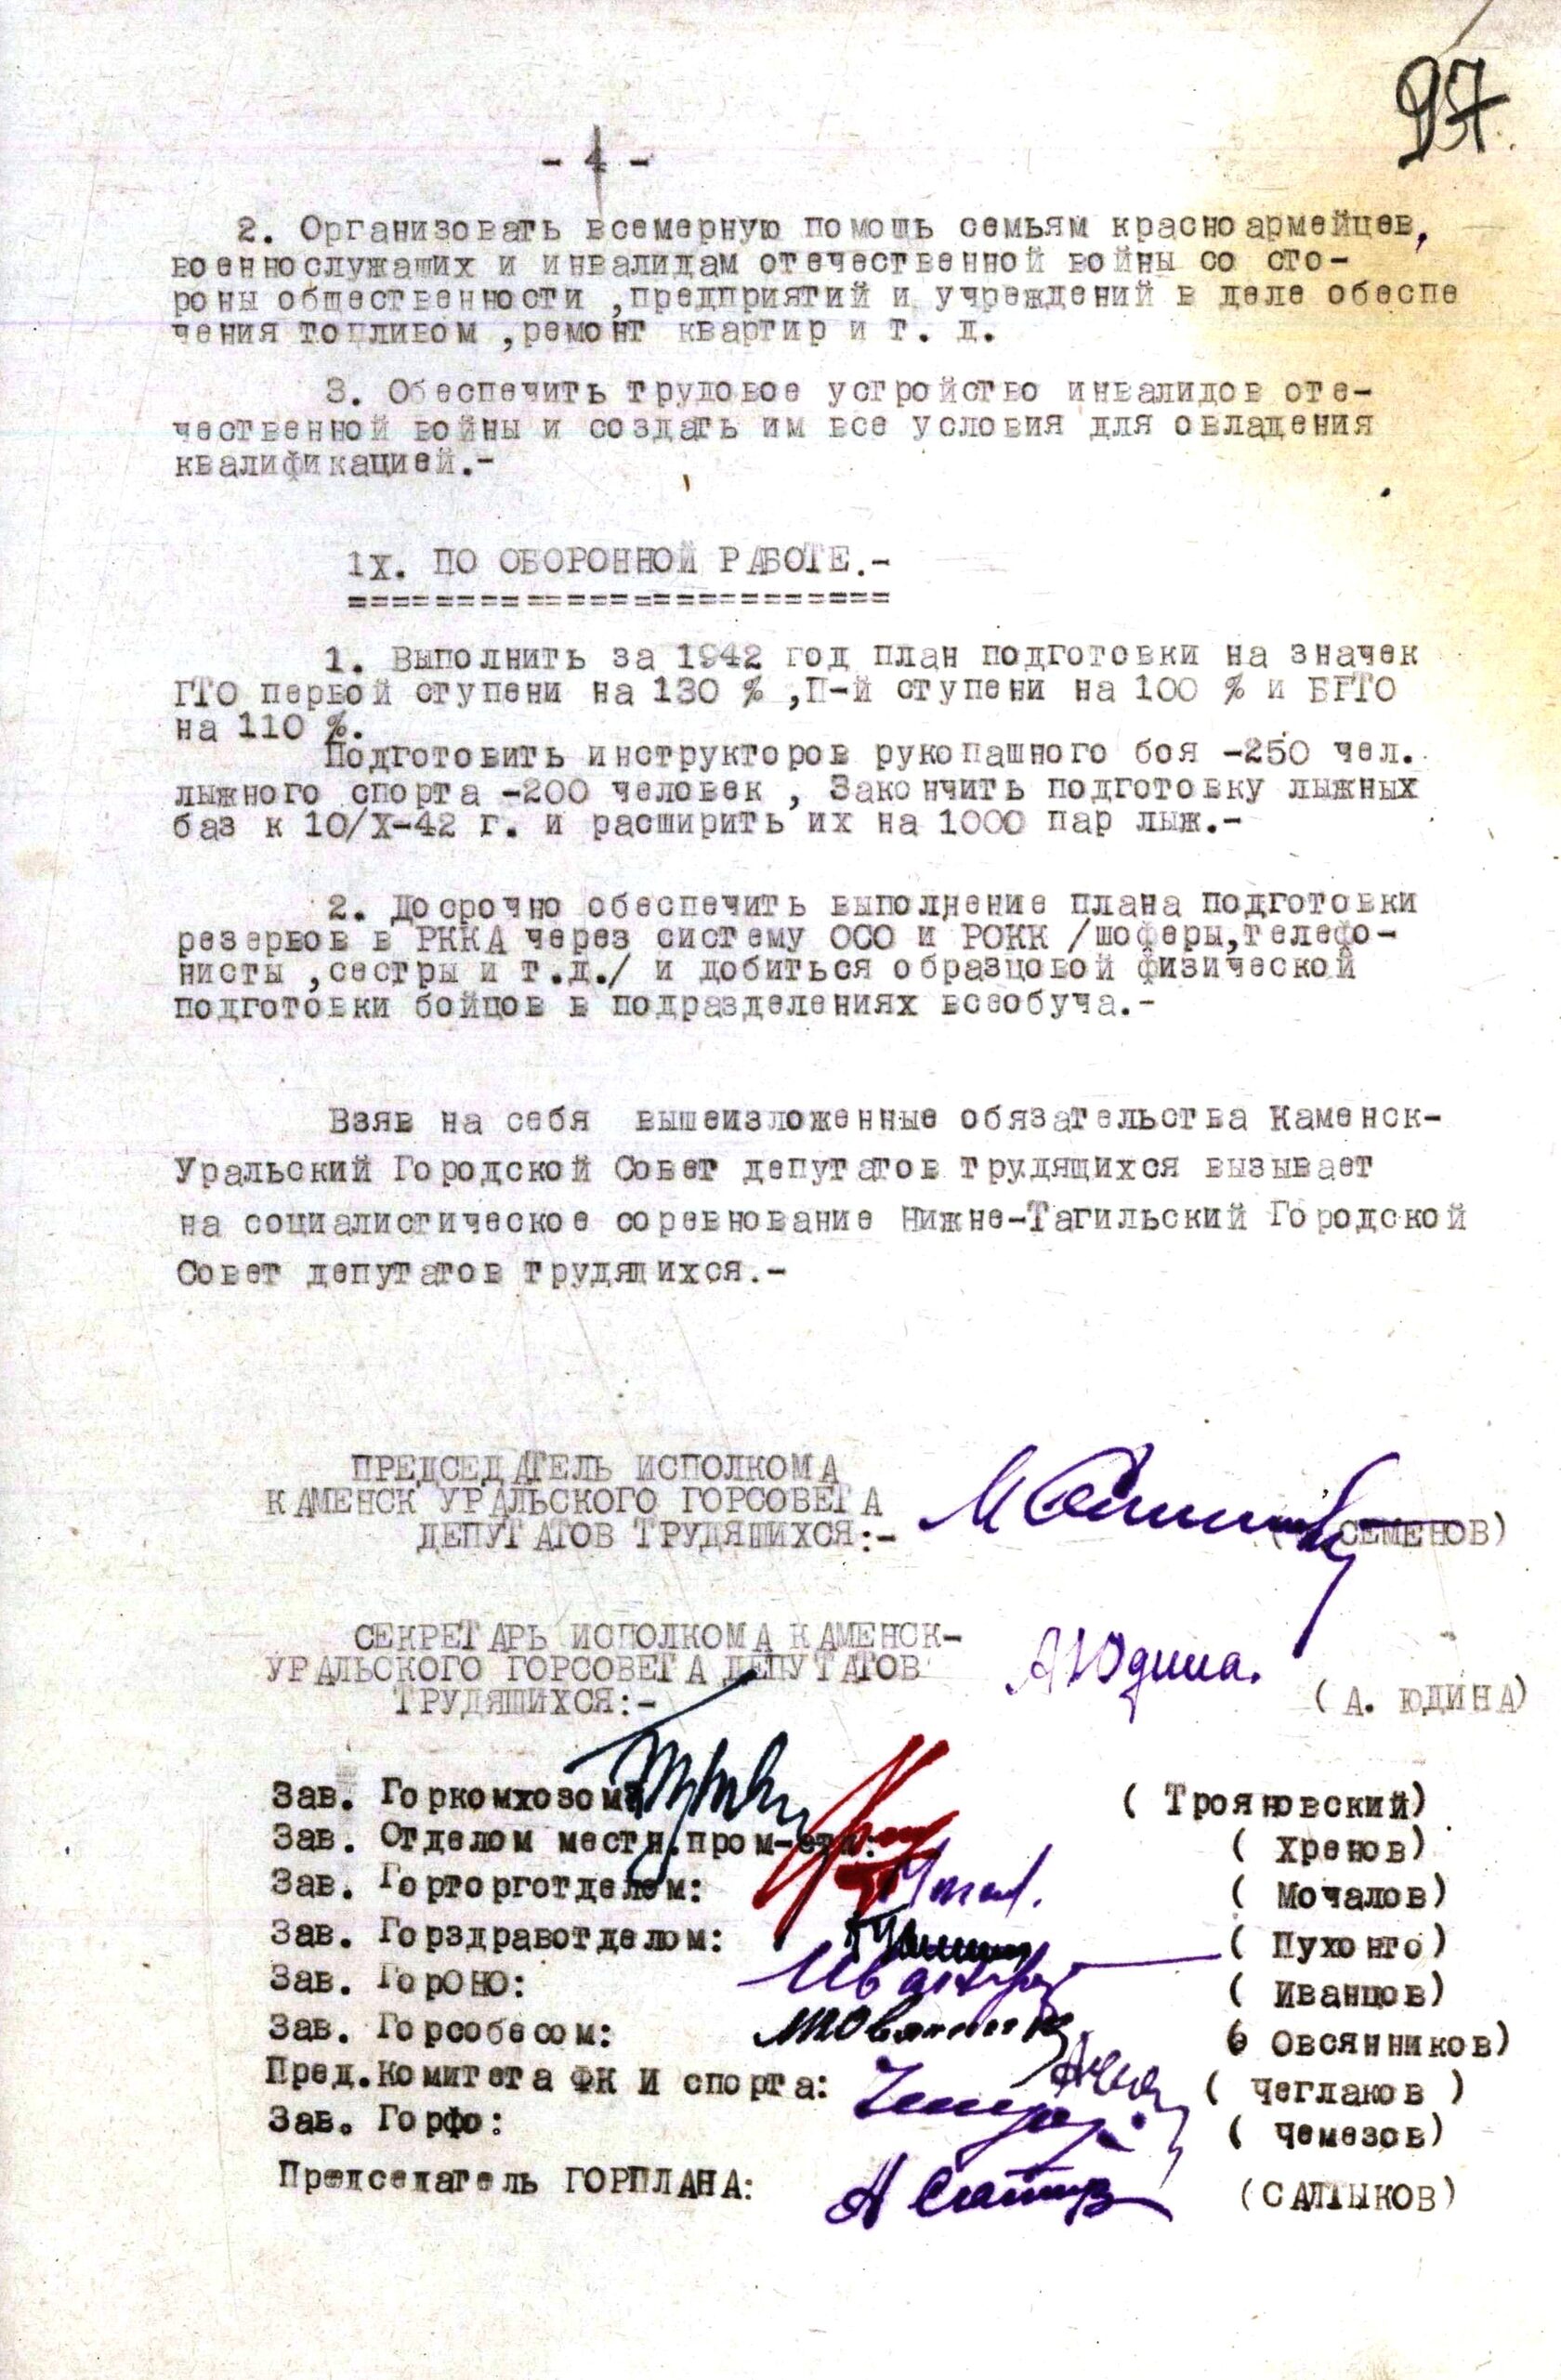 97.
- 4 -
2. Организовать всемерную помощь семьям красноармейцев,
военнослужащих и инвалидам отечественной войны со сто-
роны общественности ,предприятий и учреждений в деле обеспе
чения топливом ,ремонт квартир и т. д.
3. Обеспечить трудовое устройство инвалидов оте-
чественной войны и создать им все условия для овладения
квалификацией.-
1Х. ПО ОБОРОННОЙ РАБОТЕ.-
=========================
1. Выполнить за 1942 год план подготовки на значек
ГТО первой ступени на 130 % ,П-й ступени на 100 % и БГТО
на 110 %.
Подготовить инструкторов рукопашного боя -250 чел.
лыжного спорта -200 человек , Закончить подготовку лыжных
баз к 10/Х-42 г. и расширить их на 1000 пар лыж.-
2. Досрочно обеспечить выполнение плана подготовки
резервов в РККА через систему ОСО и РОКК /шоферы,телефо-
нисты ,сестры и т.д./ и добиться образцовой физической
подготовки бойцов в подразделениях всеобуча.-
Взяв на себя вышеизложенные обязательства Каменск-
Уральский Городской Совет депутатов трудящихся вызывает
на социалистическое соревнование Нижне-Тагильский Городской
Совет депутатов трудящихся.-
ПРЕДСЕДАТЕЛЬ ИСПОЛКОМА
КАМЕНСК УРАЛЬСКОГО ГОРСОВЕТА
ДЕПУТАТОВ ТРУДЯЩИХСЯ:- ( СЕМЕНОВ)
СЕКРЕТАРЬ ИСПОЛКОМА КАМЕНСК-
УРАЛЬСКОГО ГОРСОВЕТА ДЕПУТАТОВ
ТРУДЯЩИХСЯ:- АЮдина. ( А. ЮДИНА)
Зав. Горкомхозом: ( Трояновский)
Зав. Отделом местн.пром-сти: ( Хренов)
Зав. Горторготделом: ( Мочалов)
Зав. Горздравотделом: ( Пухонто)
Зав. ГорОНО: ( Иванцов)
Зав. Горсобесом: ( Овсянников)
Пред.Комитета ФК И спорта: ( Чеглаков )
Зав. Горфо: ( Чемезов)
Председатель ГОРПЛАНА: (САЛТЫКОВ)